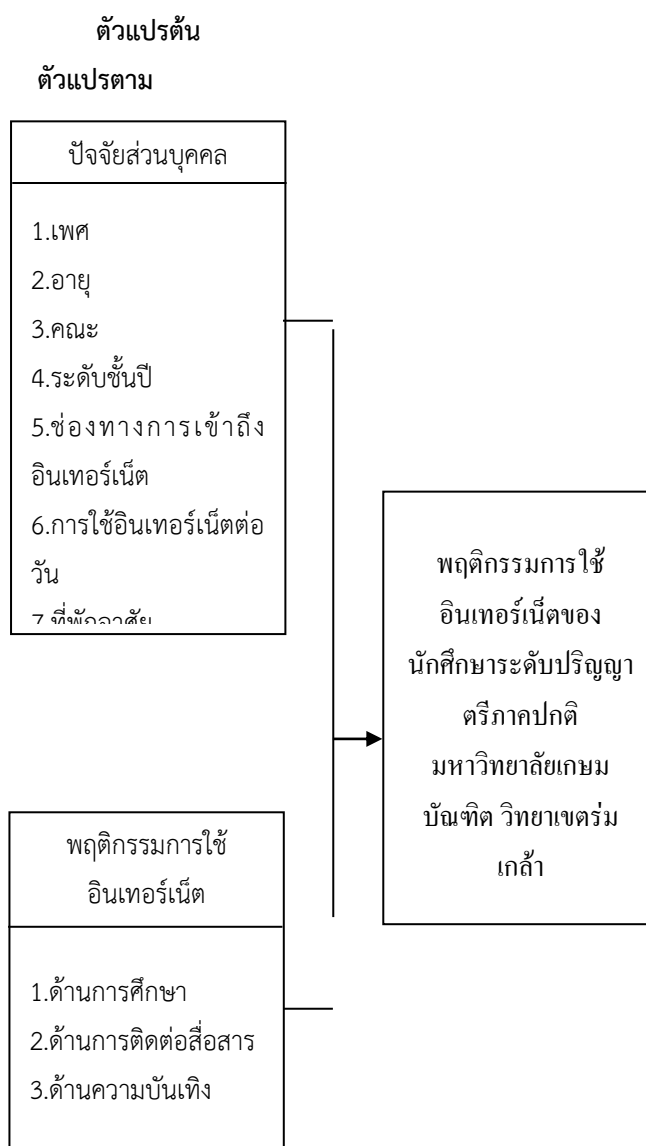 ตัวแปรต้น
ตัวแปรตาม
ปัจจัยส่วนบุคคล
1.เพศ
2.อายุ
3.คณะ
4.ระดับชั้นปี
5.ช่องทางการเข้าถึง
อินเทอร์เน็ต
6.การใช้อินเทอร์เน็ตต่อ
วัน
7.ที่พักอาศัย
พฤติกรรมการใช้
อินเทอร์เน็ตของ
นักศึกษาระดับปริญญา
ตรีภาคปกติ
มหาวิทยาลัยเกษม
บัณฑิต วิทยาเขตร่ม
เกล้า
พฤติกรรมการใช้
อินเทอร์เน็ต
1.ด้านการศึกษา
2.ด้านการติดต่อสื่อสาร
3.ด้านความบันเทิง